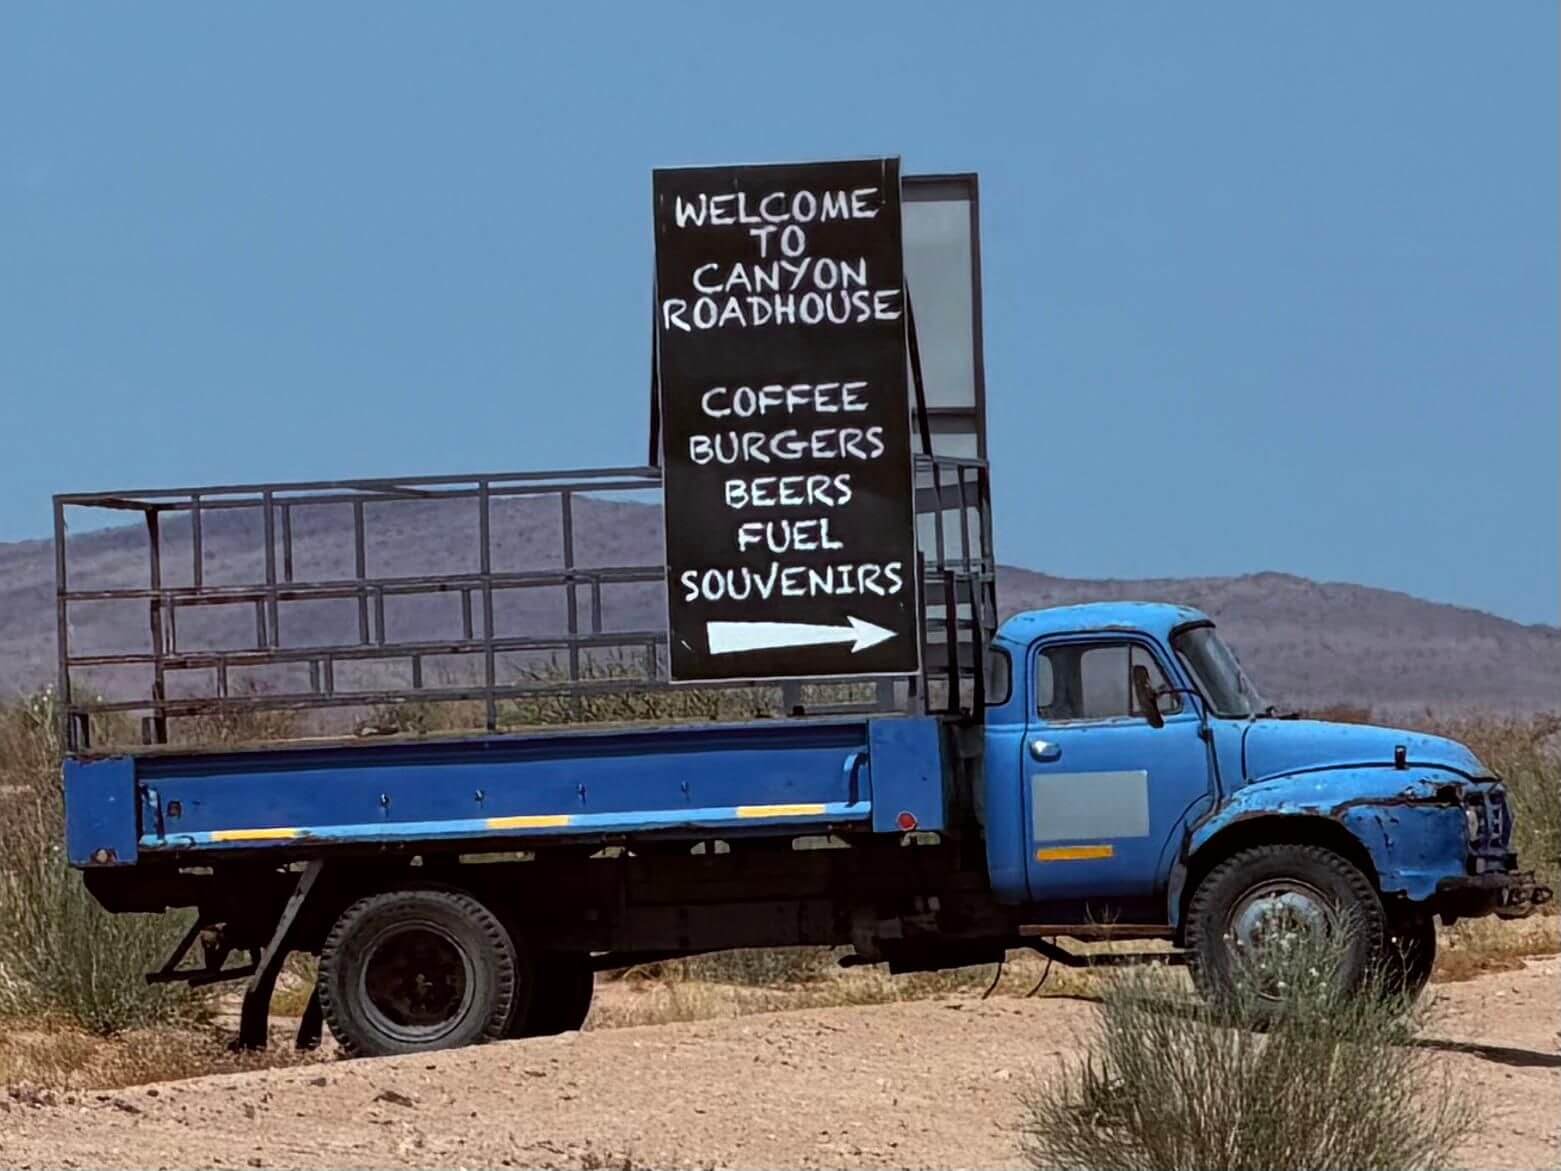 WELCOME
TO
CANYON
ROADHOUSE
COFFEE
BURGERS
BEERS
FUEL
SOUVENIRS